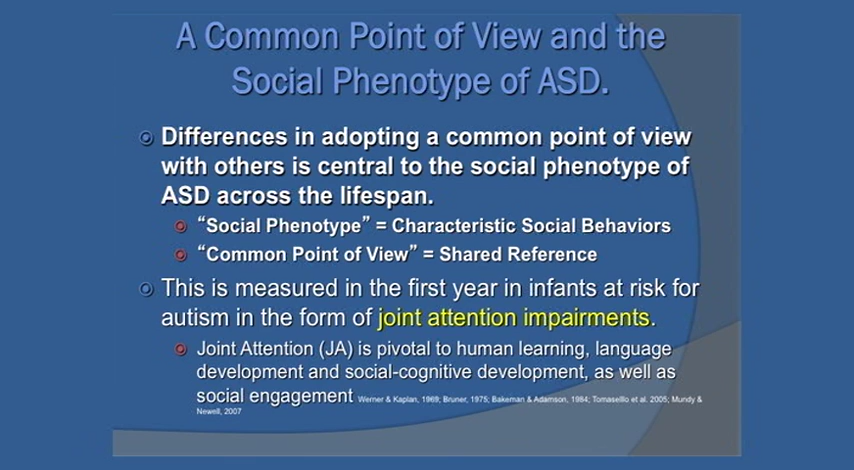 A Common Point of View and the
Social Phenotype of ASD.
Differences in adopting a common point of view
with others is central to the social phenotype of
ASD across the lifespan.
“Social Phenotype” = Characteristic Social Behaviors
“Common Point of View” = Shared Reference
This is measured in the first year in infants at risk for
autism in the form of joint attention impairments.
Joint Attention (JA) is pivotal to human learning, language
development and social-cognitive development, as well as
social engagement Werner & Kaplan, 1969; Bruner, 1975; Bakeman & Adamson, 1984; Tomaselllo et al. 2005; Mundy &
Newell, 2007